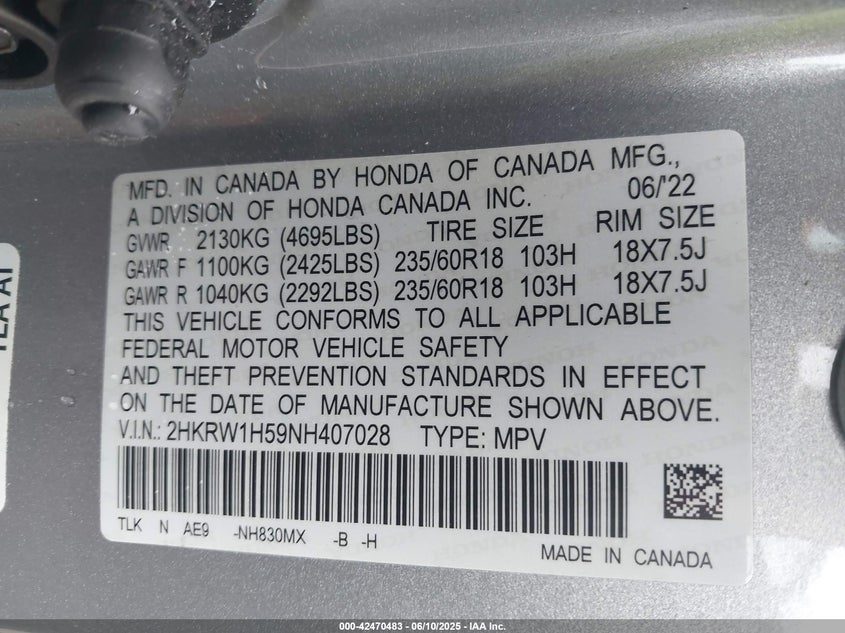 MFD. IN CANADA BY HONDA OF CANADA MFG.,
A DIVISION OF HONDA CANADA INC. 06/'22
GVWR 2130KG (4695LBS) TIRE SIZE RIM SIZE
GAWR F 1100KG (2425LBS) 235/60R18 103H 18X7.5J
GAWR R 1040KG (2292LBS) 235/60R18 103H 18X7.5J
THIS VEHICLE CONFORMS TO ALL APPLICABLE
FEDERAL MOTOR VEHICLE SAFETY
AND THEFT PREVENTION STANDARDS IN EFFECT
ON THE DATE OF MANUFACTURE SHOWN ABOVE.
V.I.N.: 2HKRW1H59NH407028 TYPE: MPV
TLK N AE9 -NH830MX -B -H
MADE IN CANADA
000-42470483 - 06/10/2025 - IAA Inc.